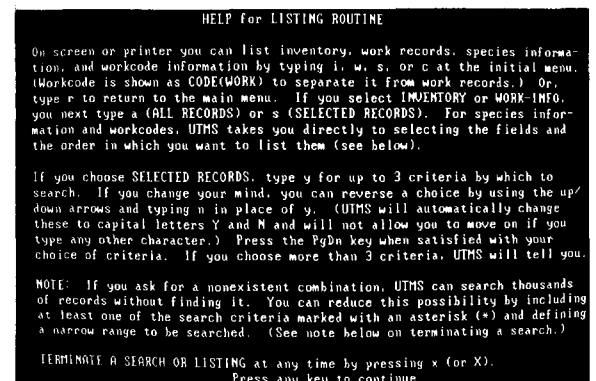 HELP for LISTING ROUTINE
On screen or printer you can list inventory, work records, species informa-
tion, and workcode information by typing i, w, s, or c at the initial menu.
(Workcode is shown as CODE(WORK) to separate it from work records.) Or,
type r to return to the main menu. If you select INVENTORY or WORK-INFO,
you next type a (ALL RECORDS) or s (SELECTED RECORDS). For species infor-
mation and workcodes, UTMS takes you directly to selecting the fields and
the order in which you want to list them (see below).
If you choose SELECTED RECORDS, type y for up to 3 criteria by which to
search. If you change your mind, you can reverse a choice by using the up/
down arrows and typing n in place of y. (UTMS will automatically change
these to capital letters Y and N and will not allow you to move on if you
type any other character.) Press the PgDn key when satisfied with your
choice of criteria. If you choose more than 3 criteria, UTMS will tell you.
NOTE: If you ask for a nonexistent combination, UTMS can search thousands
of records without finding it. You can reduce this possibility by including
at least one of the search criteria marked with an asterisk (*) and defining
a narrow range to be searched. (See note below on terminating a search.)
TERMINATE A SEARCH OR LISTING at any time by pressing x (or X).
Press any key to continue